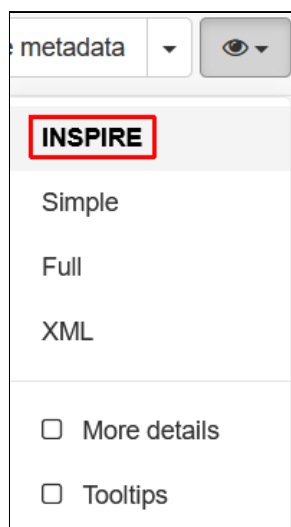 metadata
INSPIRE
Simple
Full
XML
More details
Tooltips